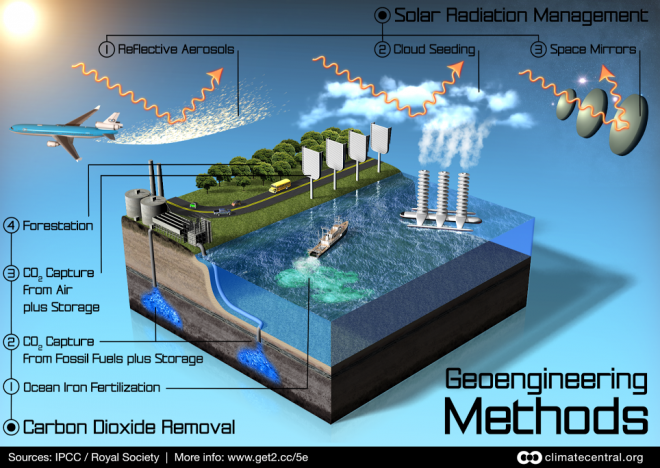 Solar Radiation Management
1 Reflective Aerosols
2 Cloud Seeding
3 Space Mirrors
4 Forestation
3 CO2 Capture
From Air
plus Storage
2 CO2 Capture
From Fossil Fuels plus Storage
1 Ocean Iron Fertilization
Carbon Dioxide Removal
Geoengineering
Methods
Sources: IPCC / Royal Society | More info: www.get2.cc/5e
climatecentral.org